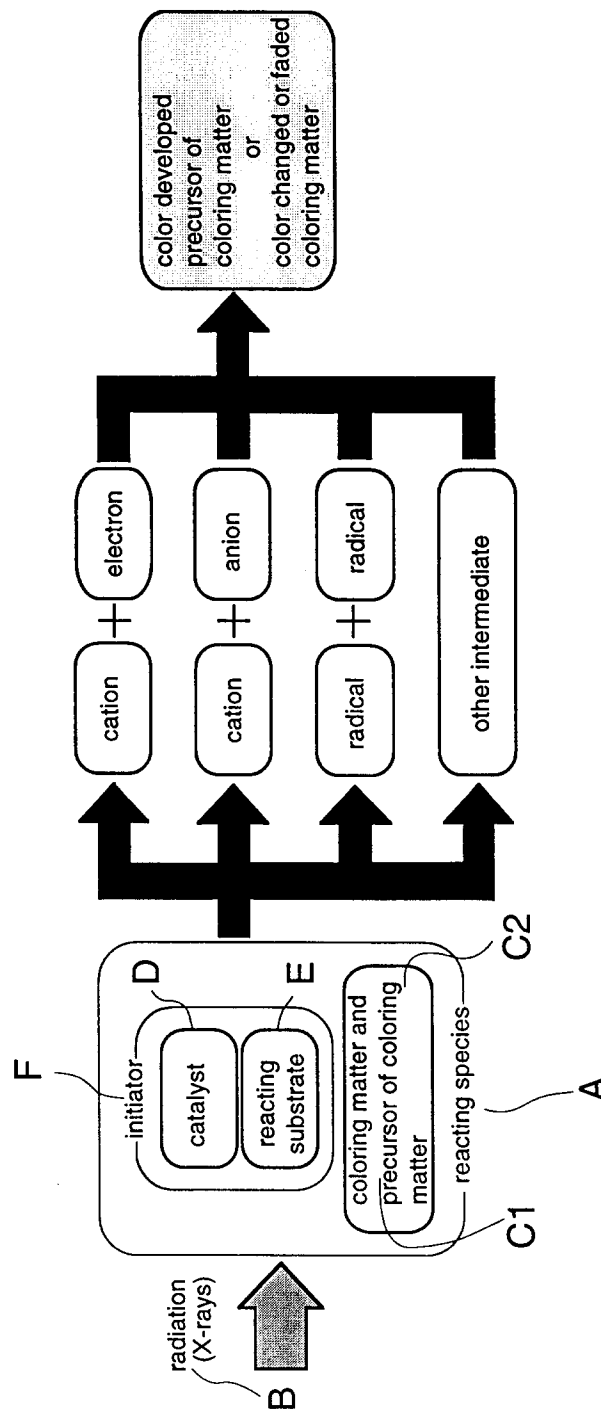 B
radiation
(X-rays)
F
initiator
D
catalyst
E
reacting
substrate
coloring matter and
precursor of coloring
matter
C1
C2
reacting species
A
cation
+
electron
cation
+
anion
radical
+
radical
other intermediate
color developed
precursor of
coloring matter
or
color changed or faded
coloring matter